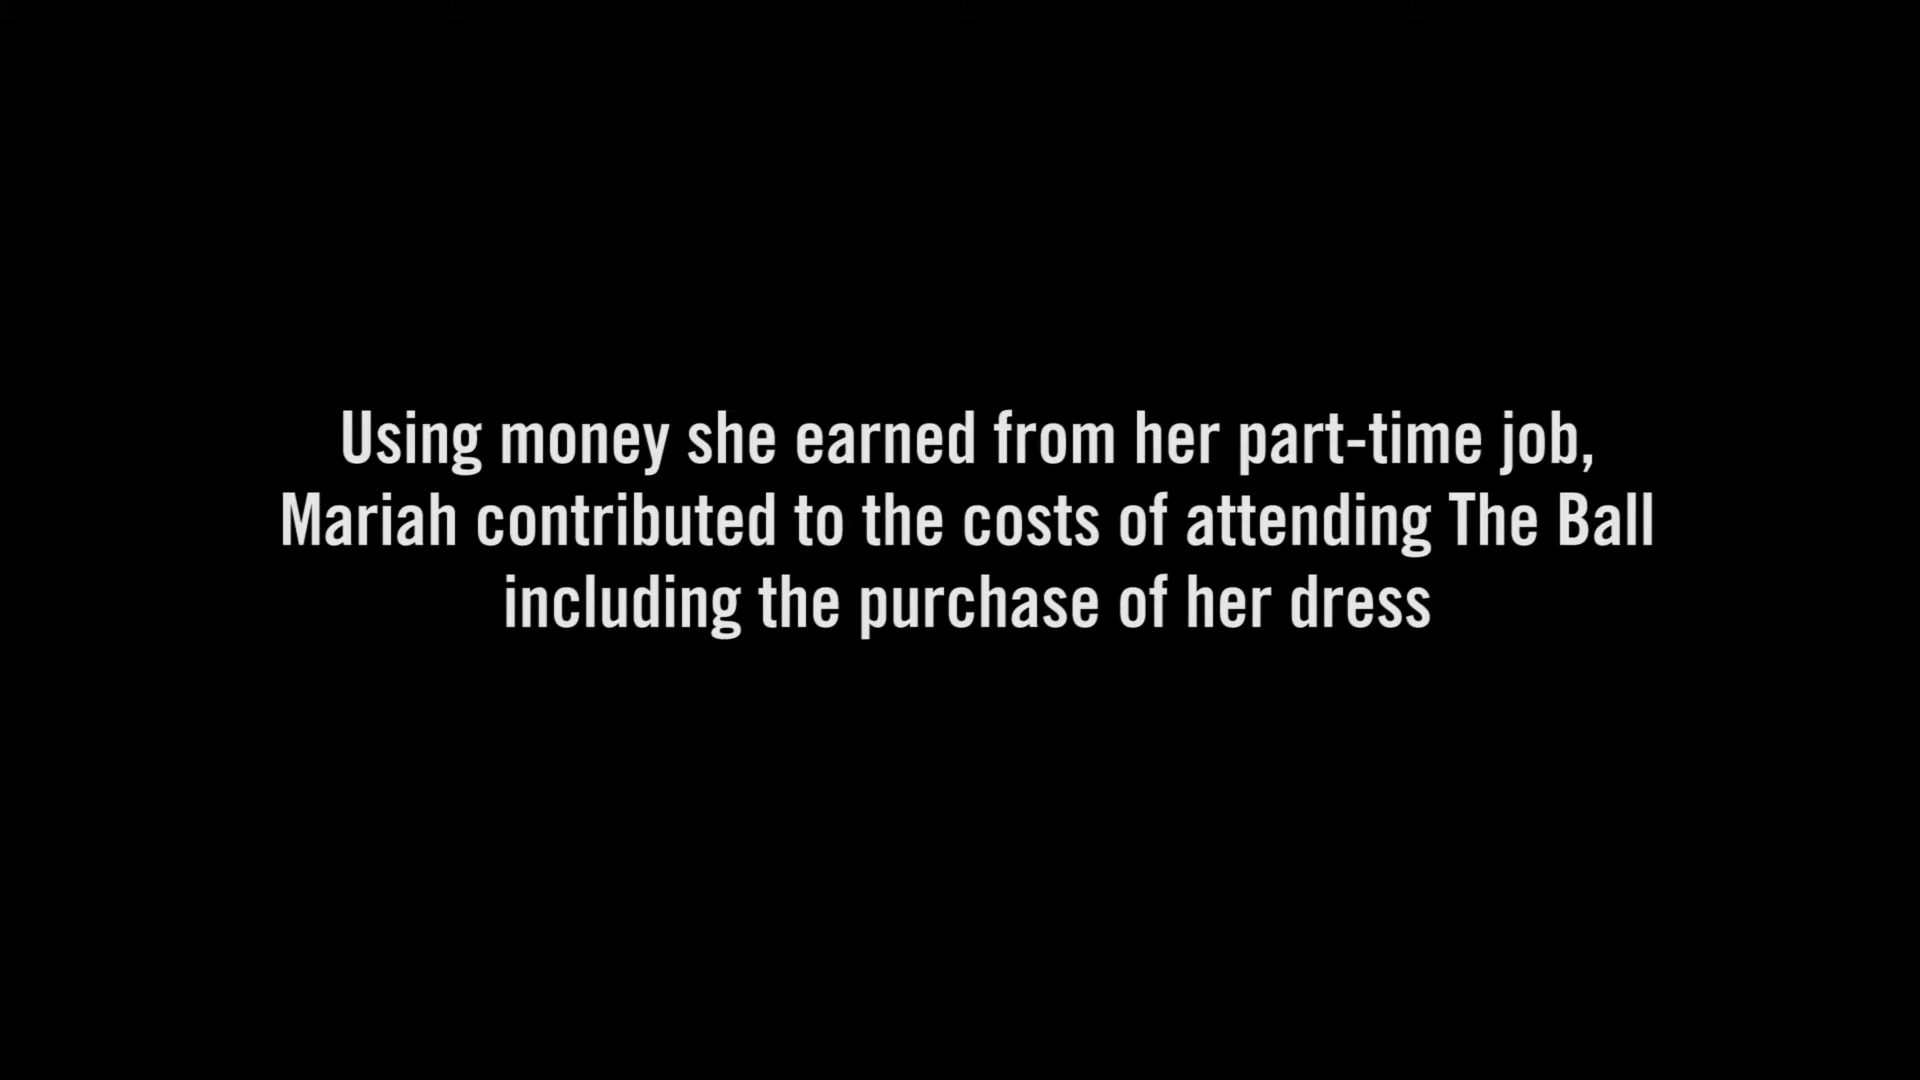 Using money she earned from her part-time job,
Mariah contributed to the costs of attending The Ball
including the purchase of her dress